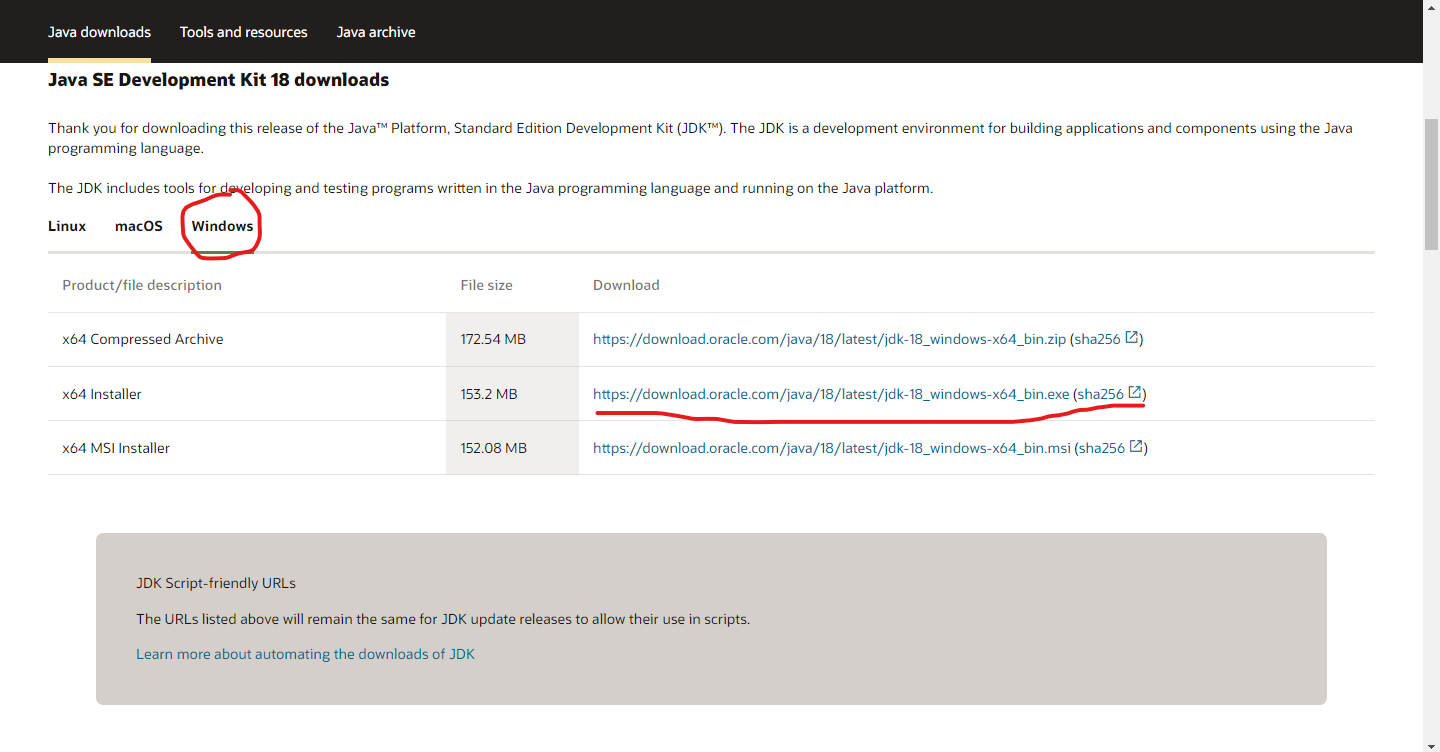 Java downloads Tools and resources Java archive
Java SE Development Kit 18 downloads
Thank you for downloading this release of the Java™ Platform, Standard Edition Development Kit (JDK™). The JDK is a development environment for building applications and components using the Java
programming language.
The JDK includes tools for developing and testing programs written in the Java programming language and running on the Java platform.
Linux macOS Windows
Product/file description File size Download
x64 Compressed Archive 172.54 MB https://download.oracle.com/java/18/latest/jdk-18_windows-x64_bin.zip (sha256)
x64 Installer 153.2 MB https://download.oracle.com/java/18/latest/jdk-18_windows-x64_bin.exe (sha256)
x64 MSI Installer 152.08 MB https://download.oracle.com/java/18/latest/jdk-18_windows-x64_bin.msi (sha256)
JDK Script-friendly URLs
The URLs listed above will remain the same for JDK update releases to allow their use in scripts.
Learn more about automating the downloads of JDK